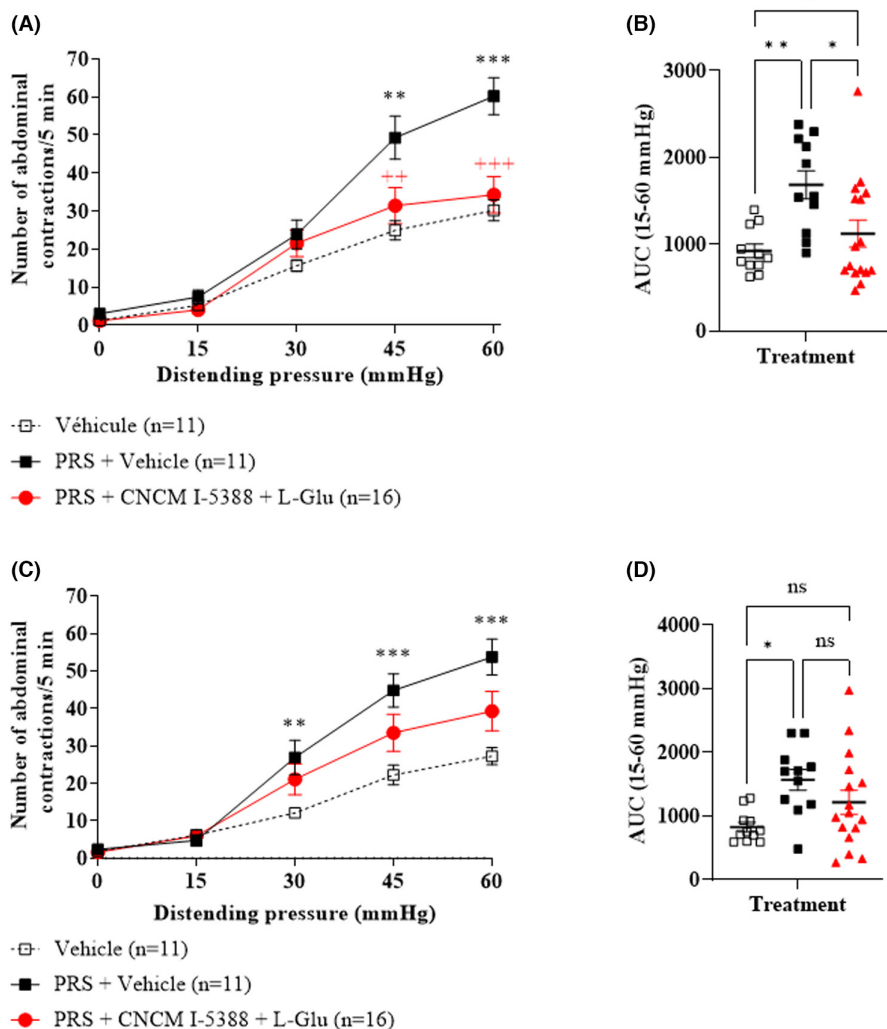 (A)
Number of abdominal
contractions/5 min
70
60
50
40
30
20
10
0
**
***
++
+++
0 15 30 45 60
Distending pressure (mmHg)
Véhicule (n=11)
PRS + Vehicle (n=11)
PRS + CNCM I-5388 + L-Glu (n=16)
(B)
** *
AUC (15-60 mmHg)
3000
2000
1000
0
Treatment
(C)
Number of abdominal
contractions/5 min
70
60
50
40
30
20
10
0
**
***
***
0 15 30 45 60
Distending pressure (mmHg)
Vehicle (n=11)
PRS + Vehicle (n=11)
PRS + CNCM I-5388 + L-Glu (n=16)
(D)
ns
* ns
AUC (15-60 mmHg)
4000
3000
2000
1000
0
Treatment